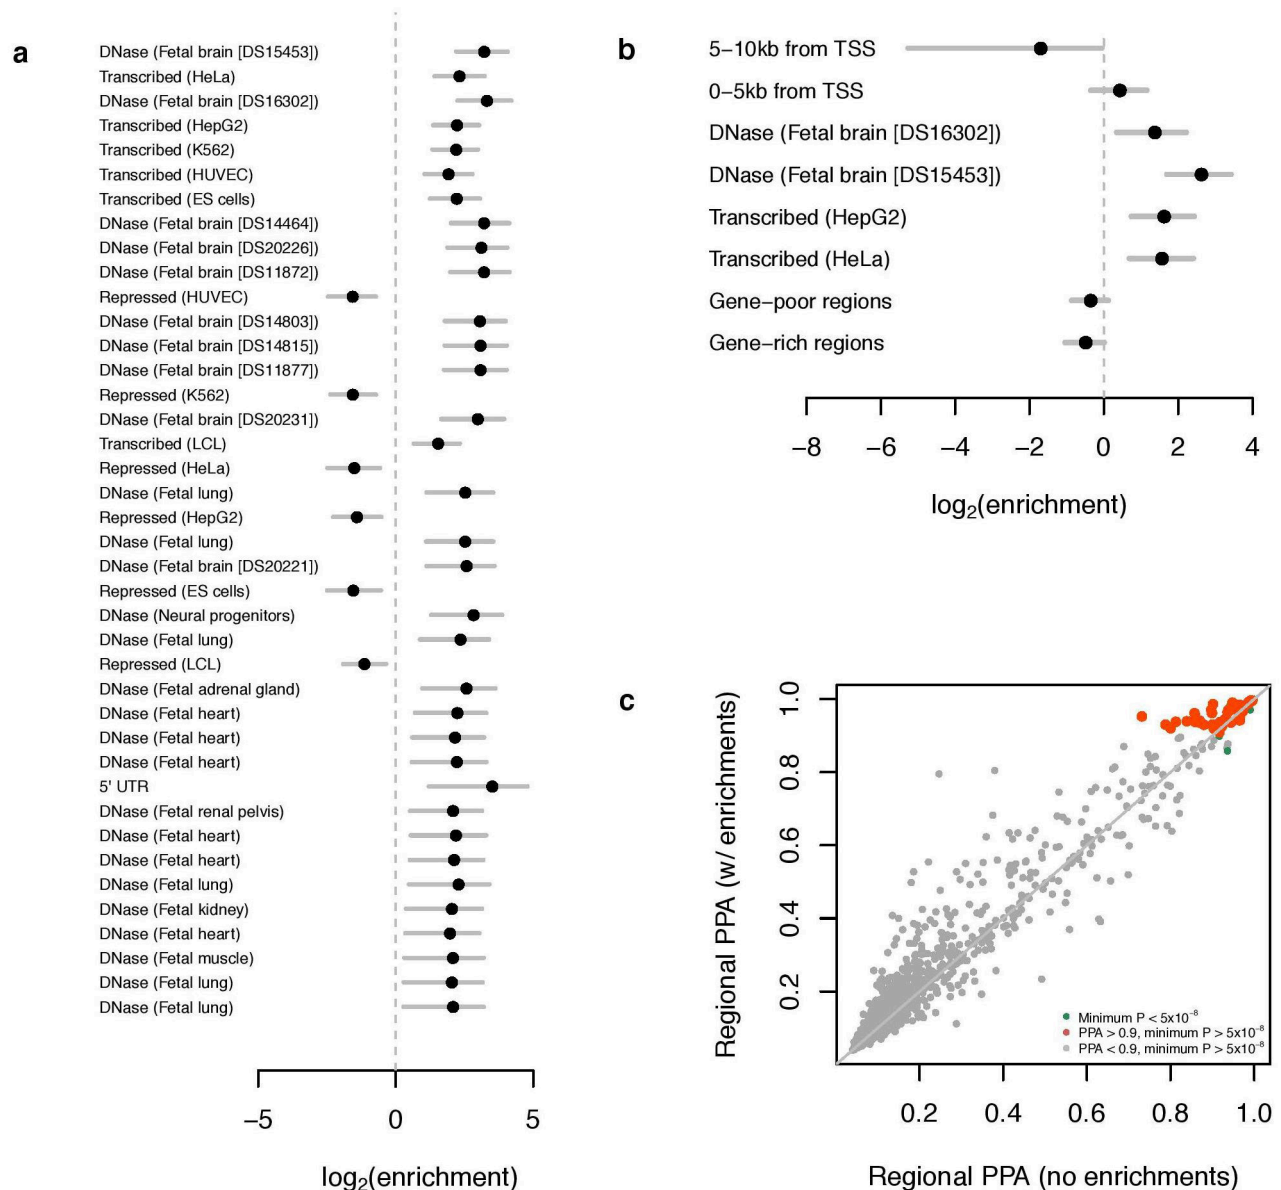 a
DNase (Fetal brain [DS15453])
Transcribed (HeLa)
DNase (Fetal brain [DS16302])
Transcribed (HepG2)
Transcribed (K562)
Transcribed (HUVEC)
Transcribed (ES cells)
DNase (Fetal brain [DS14464])
DNase (Fetal brain [DS20226])
DNase (Fetal brain [DS11872])
Repressed (HUVEC)
DNase (Fetal brain [DS14803])
DNase (Fetal brain [DS14815])
DNase (Fetal brain [DS11877])
Repressed (K562)
DNase (Fetal brain [DS20231])
Transcribed (LCL)
Repressed (HeLa)
DNase (Fetal lung)
Repressed (HepG2)
DNase (Fetal lung)
DNase (Fetal brain [DS20221])
Repressed (ES cells)
DNase (Neural progenitors)
DNase (Fetal lung)
Repressed (LCL)
DNase (Fetal adrenal gland)
DNase (Fetal heart)
DNase (Fetal heart)
DNase (Fetal heart)
5' UTR
DNase (Fetal renal pelvis)
DNase (Fetal heart)
DNase (Fetal heart)
DNase (Fetal lung)
DNase (Fetal kidney)
DNase (Fetal heart)
DNase (Fetal muscle)
DNase (Fetal lung)
DNase (Fetal lung)
−5 0 5
log₂(enrichment)
b
5−10kb from TSS
0−5kb from TSS
DNase (Fetal brain [DS16302])
DNase (Fetal brain [DS15453])
Transcribed (HepG2)
Transcribed (HeLa)
Gene−poor regions
Gene−rich regions
−8 −6 −4 −2 0 2 4
log₂(enrichment)
c
Regional PPA (w/ enrichments)
1.0
0.8
0.6
0.4
0.2
Minimum P < 5x10⁻⁸
PPA > 0.9, minimum P > 5x10⁻⁸
PPA < 0.9, minimum P > 5x10⁻⁸
0.2 0.4 0.6 0.8 1.0
Regional PPA (no enrichments)